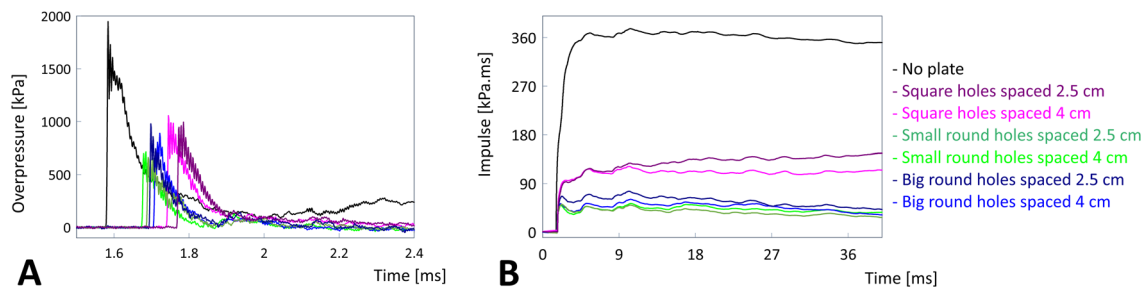 2000
1500
1000
500
0
Overpressure [kPa]
1.6
1.8
2
2.2
2.4
Time [ms]
A
360
270
180
90
0
Impulse [kPa.ms]
0
9
18
27
36
Time [ms]
B
- No plate
- Square holes spaced 2.5 cm
- Square holes spaced 4 cm
- Small round holes spaced 2.5 cm
- Small round holes spaced 4 cm
- Big round holes spaced 2.5 cm
- Big round holes spaced 4 cm